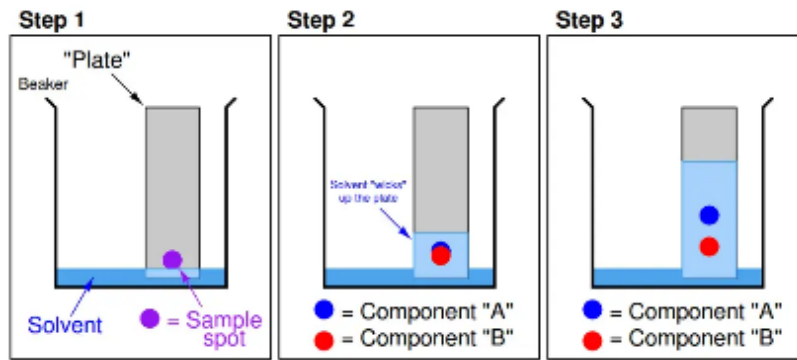 Step 1
"Plate"
Beaker
Solvent
= Sample
spot
Step 2
Solvent "wicks"
up the plate
= Component "A"
= Component "B"
Step 3
= Component "A"
= Component "B"